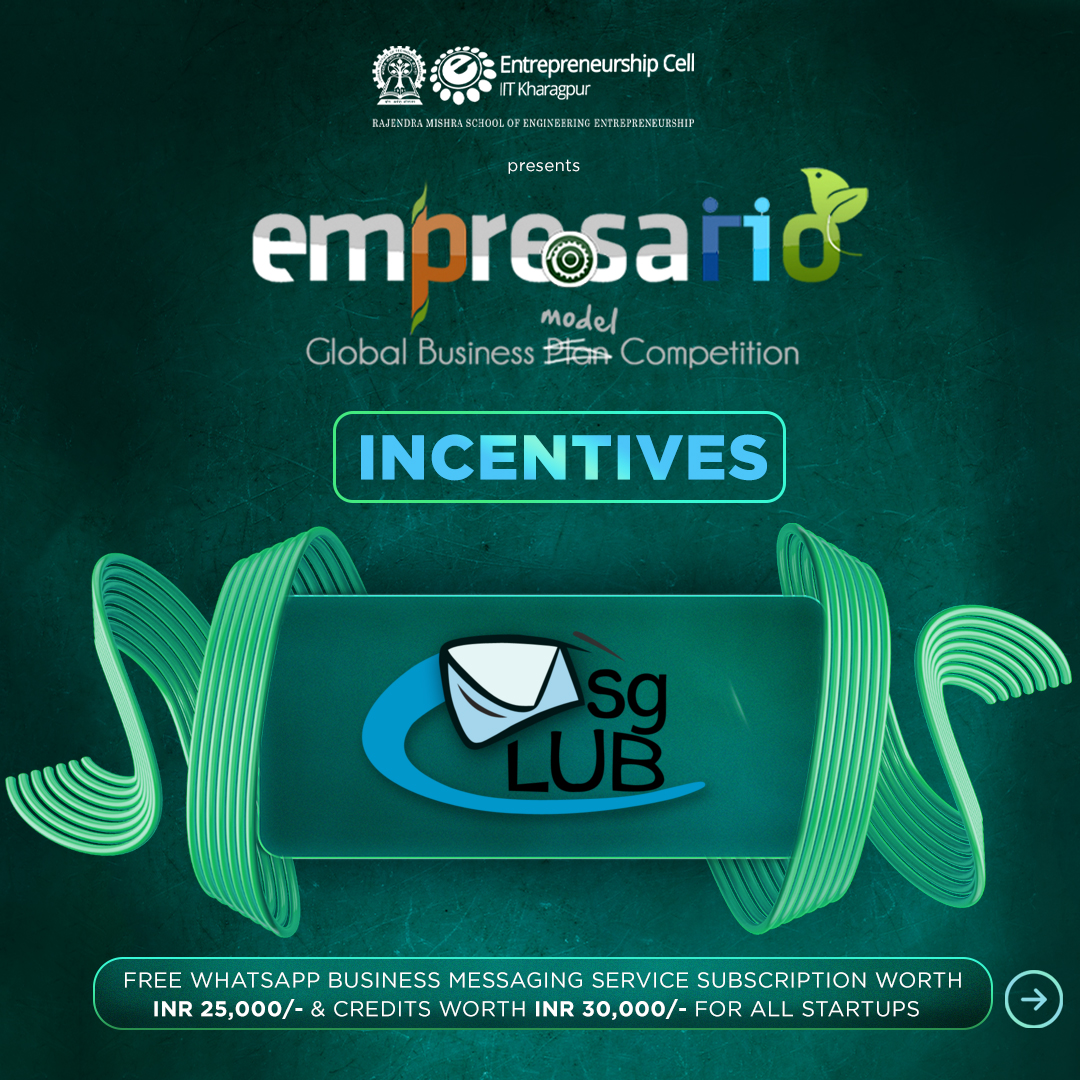 Entrepreneurship Cell
IIT Kharagpur
RAJENDRA MISHRA SCHOOL OF ENGINEERING ENTREPRENEURSHIP
presents
empresario
model
Global Business Plan Competition
INCENTIVES
sg
CLUB
FREE WHATSAPP BUSINESS MESSAGING SERVICE SUBSCRIPTION WORTH
INR 25,000/- & CREDITS WORTH INR 30,000/- FOR ALL STARTUPS